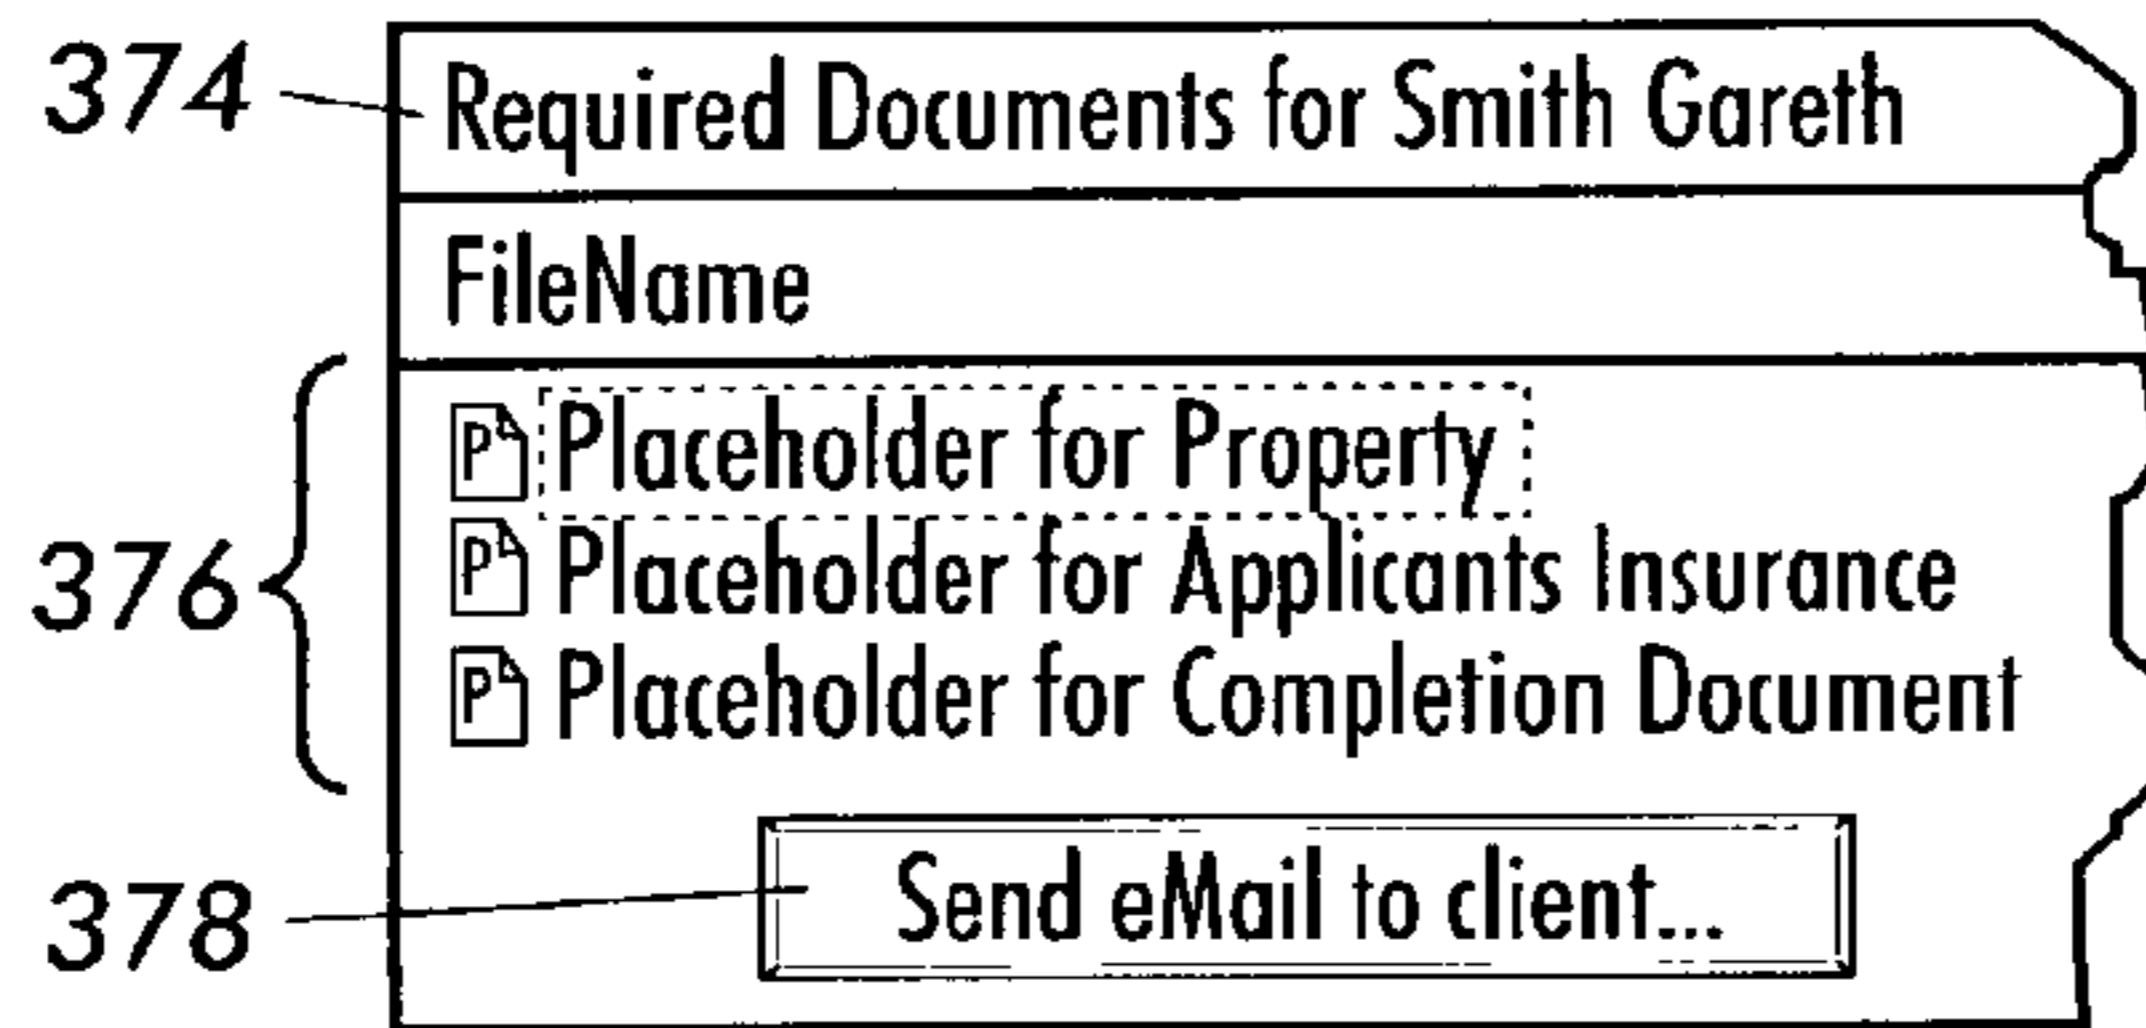 374 Required Documents for Smith Gareth
FileName
P Placeholder for Property
376 P Placeholder for Applicants Insurance
P Placeholder for Completion Document
378 Send eMail to client...